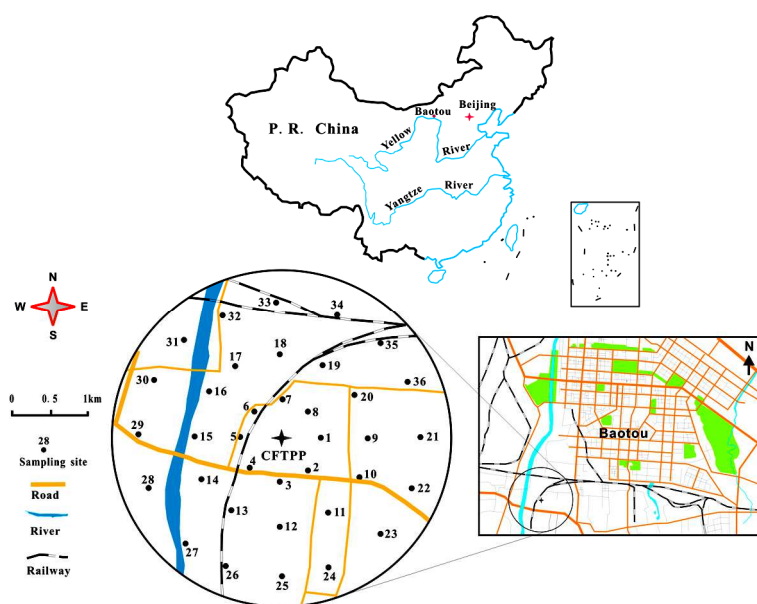 P. R. China
Baotou
Beijing
Yellow
River
Yangtze
River
N
W
E
S
0
0.5
1km
28
Sampling site
Road
River
Railway
33
34
32
31
18
35
17
19
30
36
16
20
7
6
8
29
15
5
1
9
21
CFTPP
4
2
10
28
14
3
22
13
11
12
23
27
26
25
24
N
Baotou